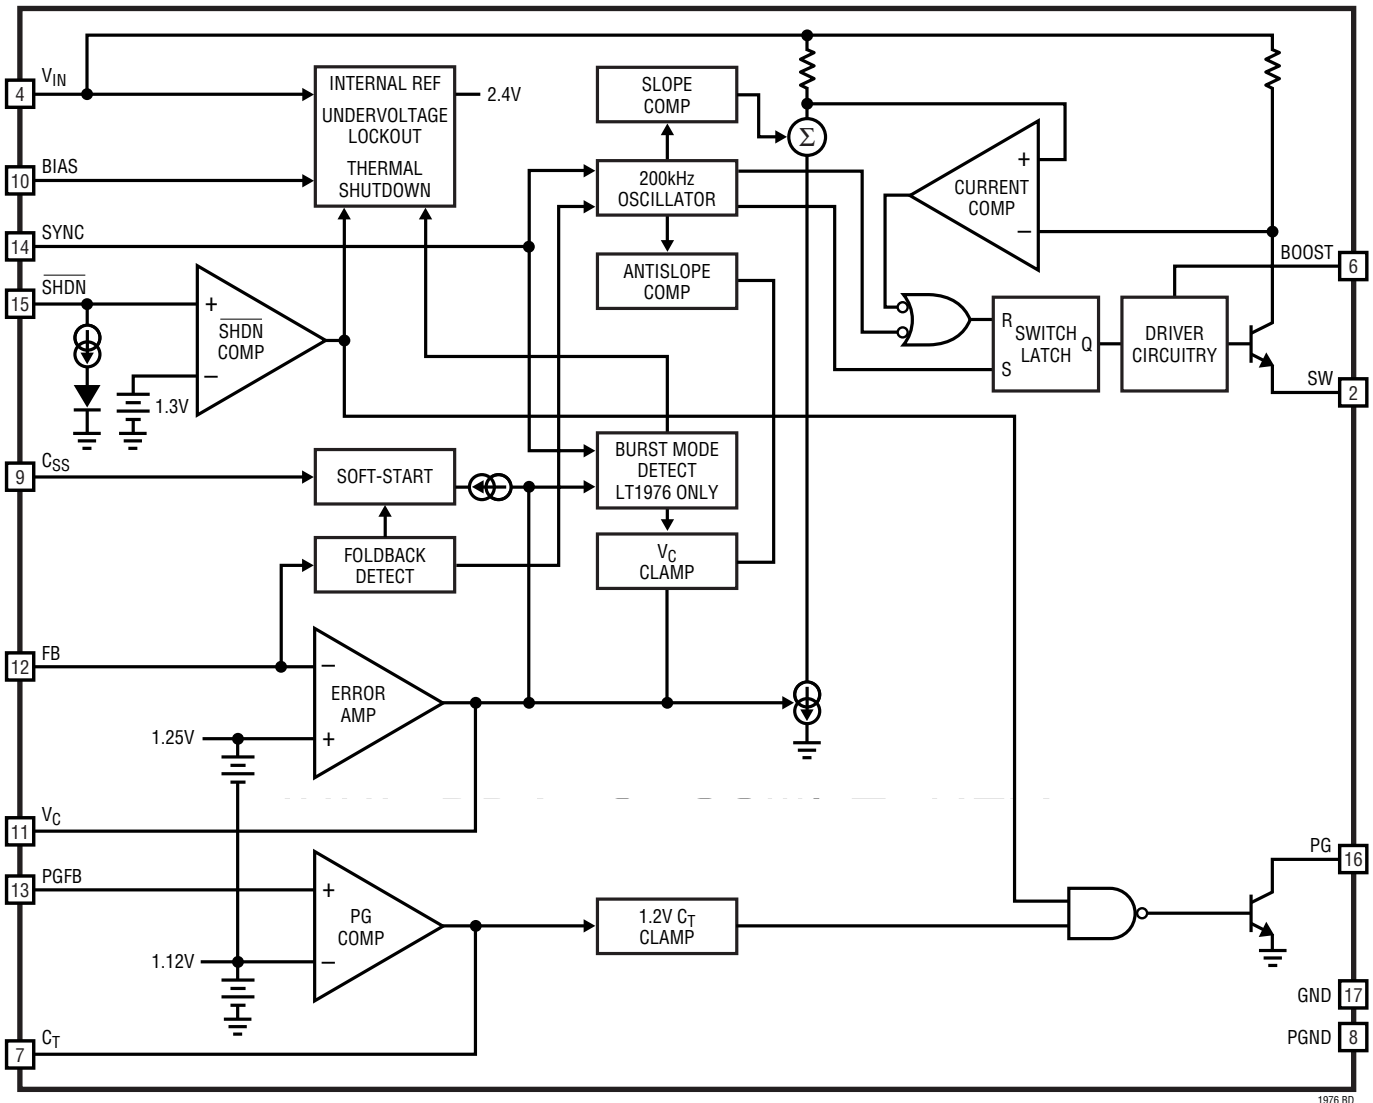 VIN
4
INTERNAL REF
UNDERVOLTAGE
LOCKOUT
THERMAL
SHUTDOWN
2.4V
SLOPE
COMP
Σ
BIAS
10
200kHz
OSCILLATOR
+
CURRENT
COMP
–
SYNC
14
ANTISLOPE
COMP
BOOST
6
SHDN
15
+
SHDN
COMP
–
1.3V
R
SWITCH
LATCH
Q
S
DRIVER
CIRCUITRY
SW
2
CSS
9
SOFT-START
BURST MODE
DETECT
LT1976 ONLY
FOLDBACK
DETECT
VC
CLAMP
FB
12
–
ERROR
AMP
+
1.25V
VC
11
PGFB
13
+
PG
COMP
–
1.12V
1.2V CT
CLAMP
PG
16
GND
17
PGND
8
CT
7
1976 BD